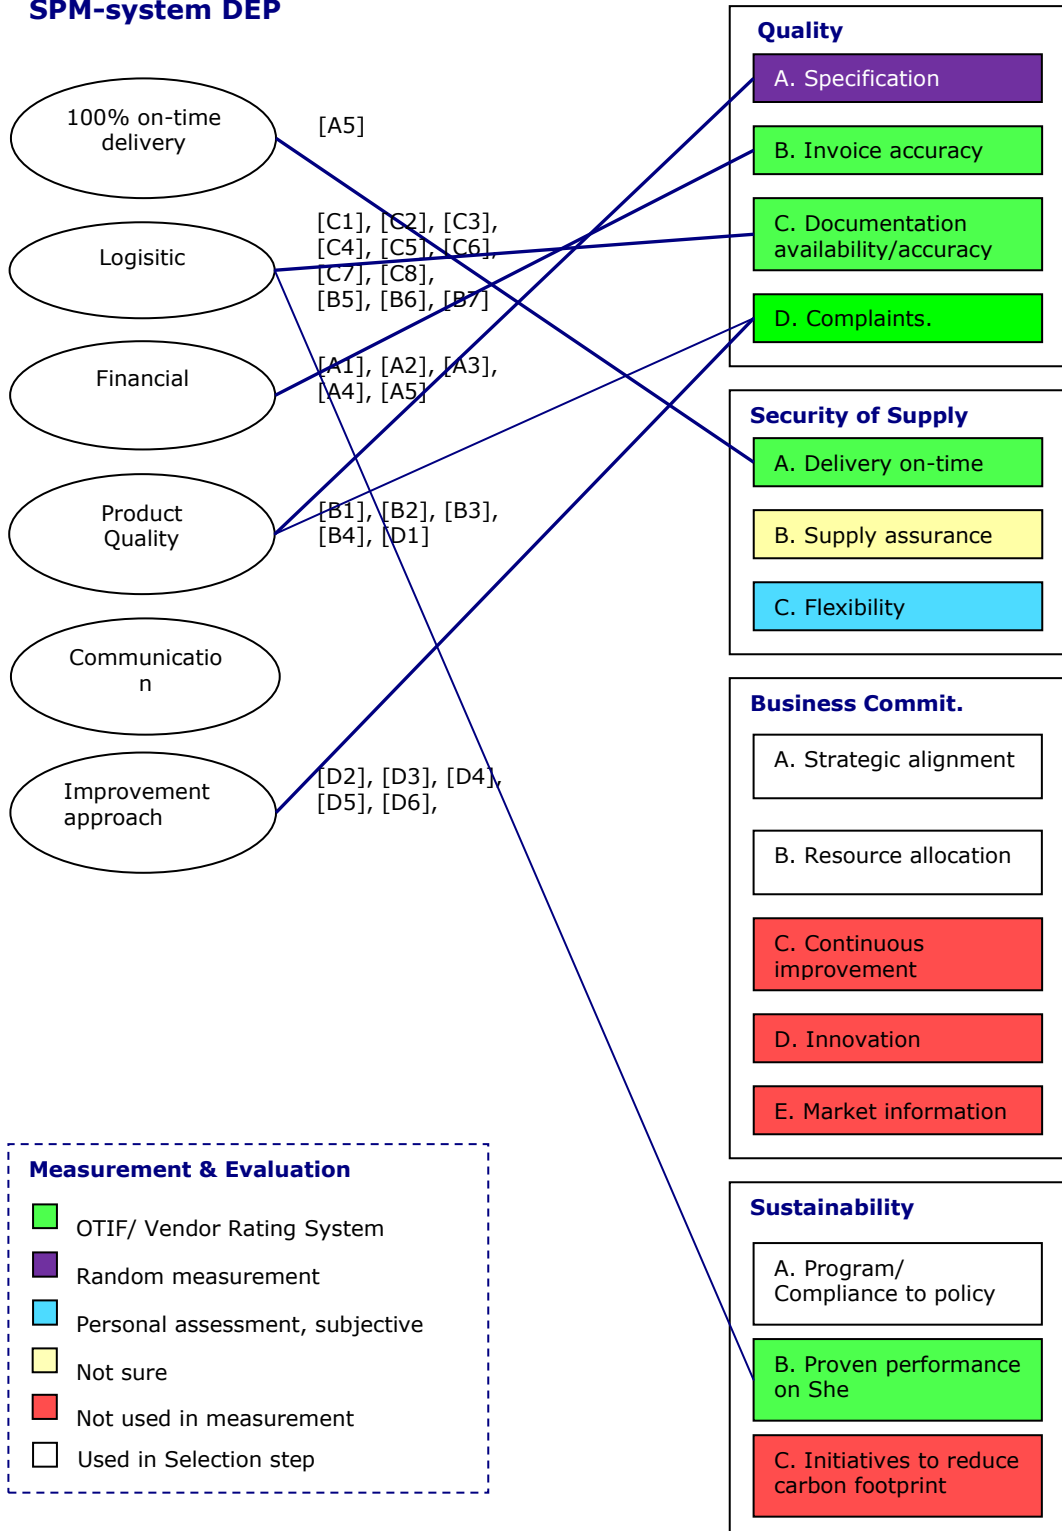 SPM-system DEP
100% on-time
delivery
[A5]
Logisitic
[C1], [C2], [C3],
[C4], [C5], [C6],
[C7], [C8],
[B5], [B6], [B7]
Financial
[A1], [A2], [A3],
[A4], [A5]
Product
Quality
[B1], [B2], [B3],
[B4], [D1]
Communicatio
n
Improvement
approach
[D2], [D3], [D4],
[D5], [D6],
Quality
A. Specification
B. Invoice accuracy
C. Documentation
availability/accuracy
D. Complaints.
Security of Supply
A. Delivery on-time
B. Supply assurance
C. Flexibility
Business Commit.
A. Strategic alignment
B. Resource allocation
C. Continuous
improvement
D. Innovation
E. Market information
Sustainability
A. Program/
Compliance to policy
B. Proven performance
on She
C. Initiatives to reduce
carbon footprint
Measurement & Evaluation
OTIF/ Vendor Rating System
Random measurement
Personal assessment, subjective
Not sure
Not used in measurement
Used in Selection step